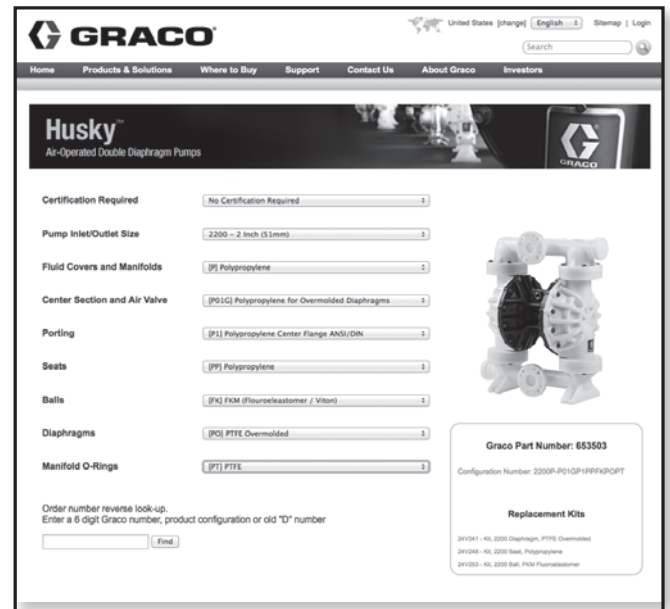 GRACO
United States [change] English Sitemap | Login
Search
Home Products & Solutions Where to Buy Support Contact Us About Graco Investors
Husky™
Air-Operated Double Diaphragm Pumps
GRACO
Certification Required No Certification Required
Pump Inlet/Outlet Size 2200 – 2 Inch (51mm)
Fluid Covers and Manifolds [P] Polypropylene
Center Section and Air Valve [P01G] Polypropylene for Overmolded Diaphragms
Porting [P1] Polypropylene Center Flange ANSI/DIN
Seats [PP] Polypropylene
Balls [FK] FKM (Flouroeleastomer / Viton)
Diaphragms [PO] PTFE Overmolded
Manifold O-Rings [PT] PTFE
Order number reverse look-up.
Enter a 6 digit Graco number, product configuration or old "D" number
Find
Graco Part Number: 653503
Configuration Number: 2200P-P01GP1PPFKPOPT
Replacement Kits
24V241 - Kit, 2200 Diaphragm, PTFE Overmolded
24V248 - Kit, 2200 Seat, Polypropylene
24V253 - Kit, 2200 Ball, FKM Fluoroelastomer